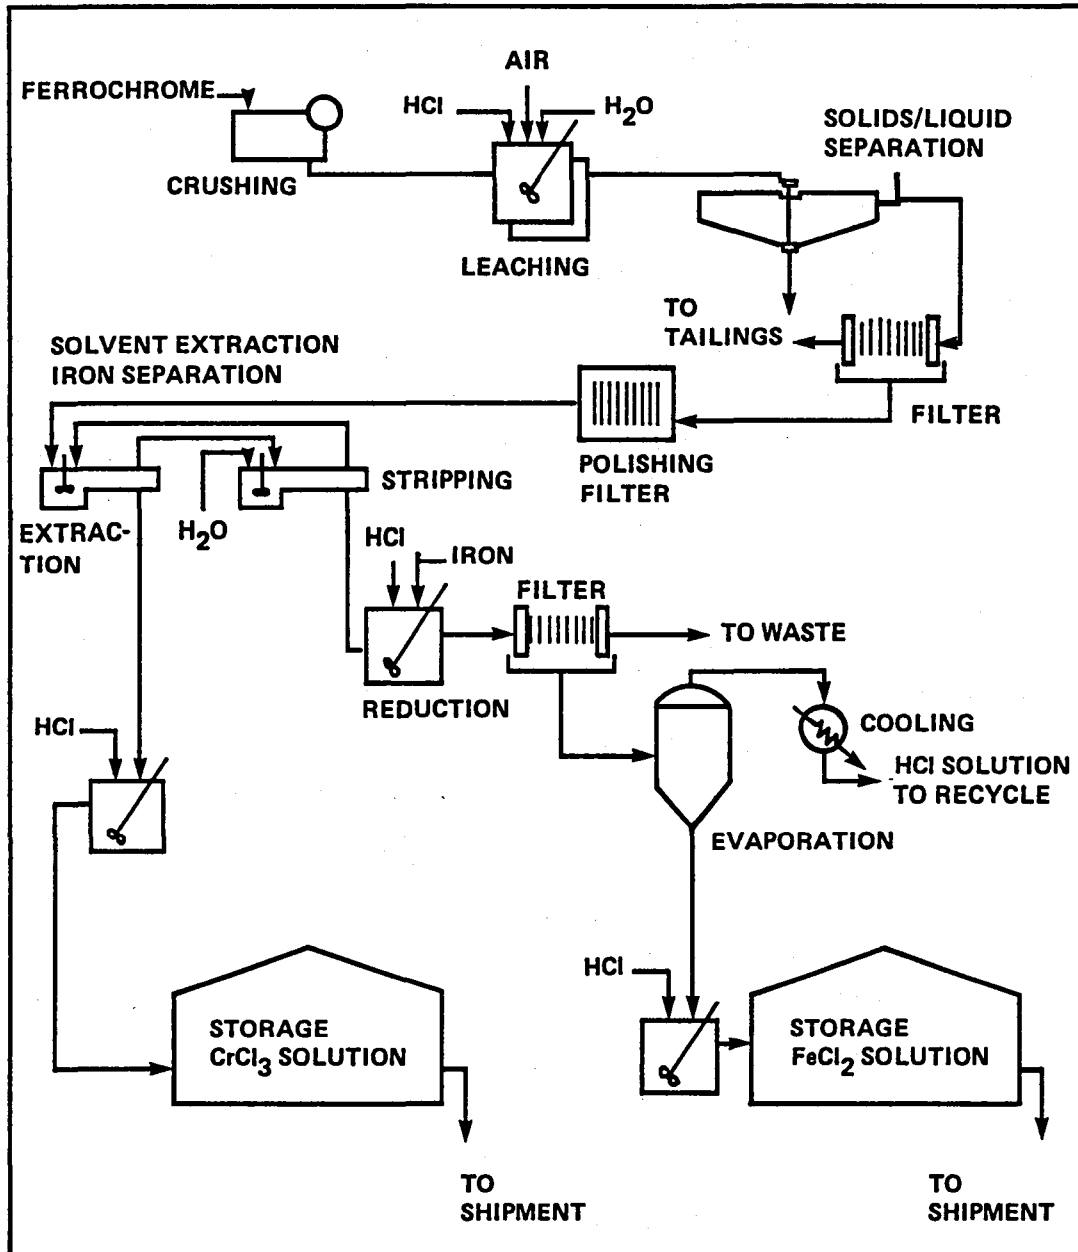 AIR
FERROCHROME
HCl
H2O
SOLIDS/LIQUID
SEPARATION
CRUSHING
LEACHING
TO
TAILINGS
SOLVENT EXTRACTION
IRON SEPARATION
FILTER
POLISHING
FILTER
STRIPPING
EXTRAC-
TION
H2O
HCl
IRON
FILTER
TO WASTE
REDUCTION
HCl
COOLING
HCl SOLUTION
TO RECYCLE
EVAPORATION
HCl
STORAGE
CrCl3 SOLUTION
STORAGE
FeCl2 SOLUTION
TO
SHIPMENT
TO
SHIPMENT